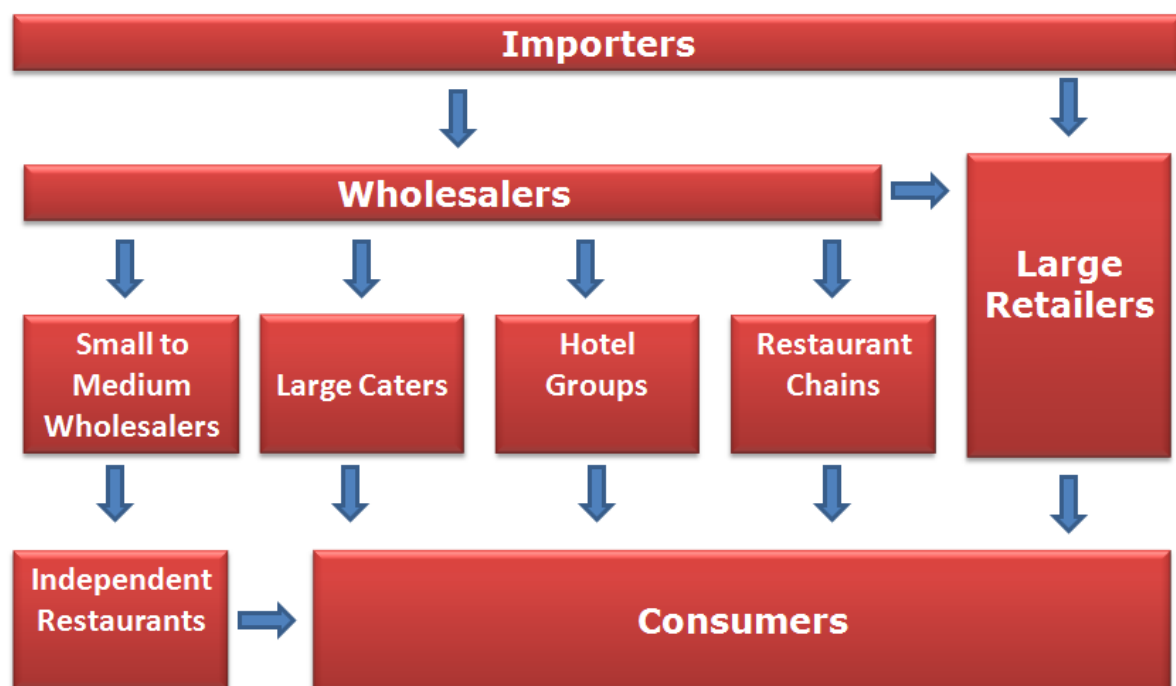 Importers
Wholesalers
Large
Retailers
Small to
Medium
Wholesalers
Large Caters
Hotel
Groups
Restaurant
Chains
Independent
Restaurants
Consumers